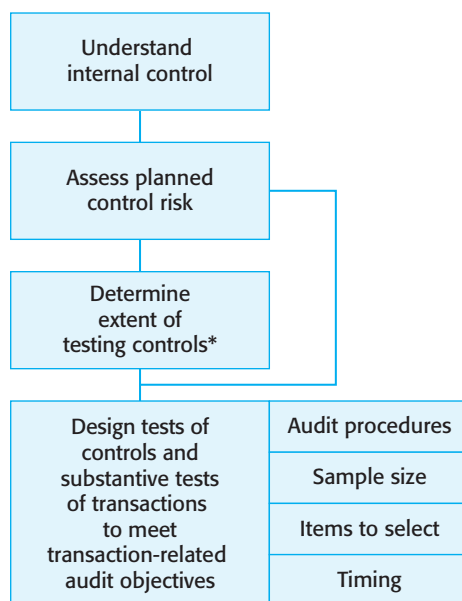 Understand
internal control
Assess planned
control risk
Determine
extent of
testing controls*
Design tests of
controls and
substantive tests
of transactions
to meet
transaction-related
audit objectives
Audit procedures
Sample size
Items to select
Timing